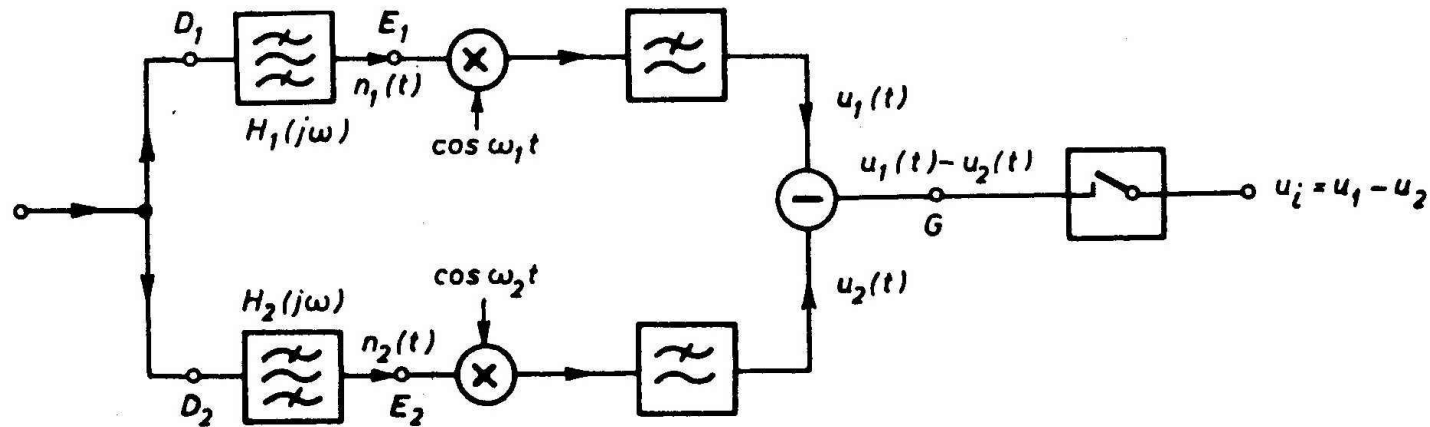 D₁
E₁
n₁(t)
H₁(jω)
cos ω₁t
u₁(t)
u₁(t)−u₂(t)
G
uᵢ = u₁ − u₂
cos ω₂t
u₂(t)
H₂(jω)
n₂(t)
D₂
E₂